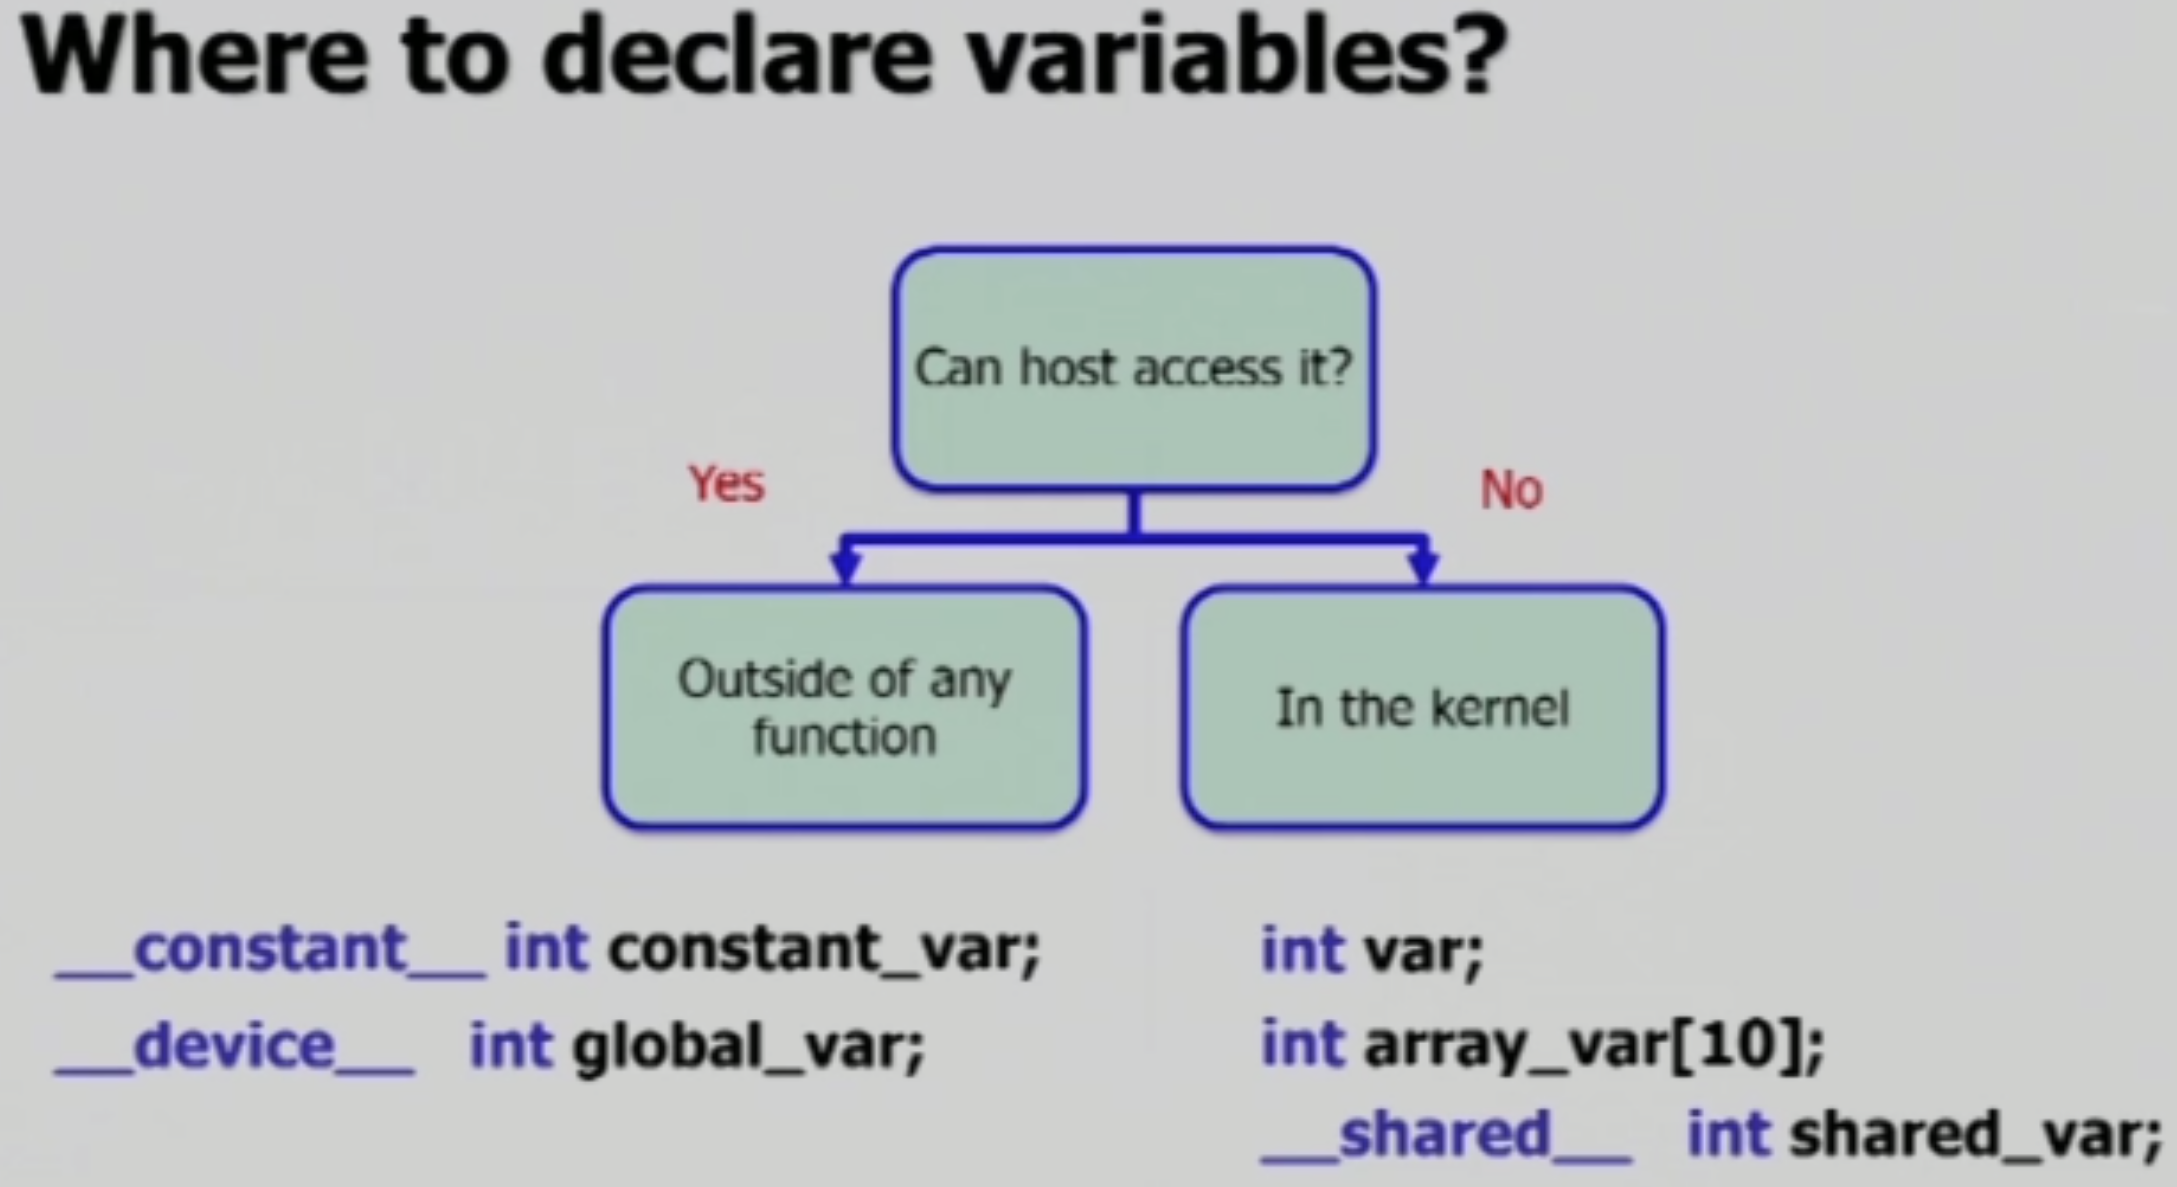 Where to declare variables?
Can host access it?
Yes
No
Outside of any
function
In the kernel
__constant__ int constant_var;
__device__ int global_var;
int var;
int array_var[10];
__shared__ int shared_var;